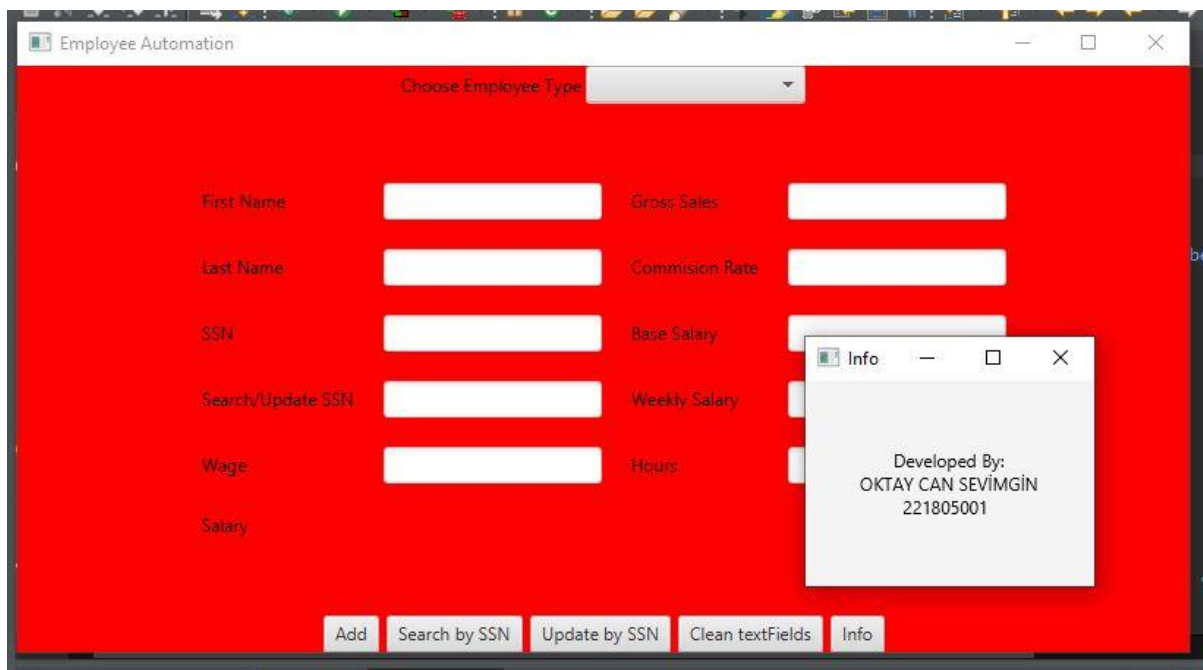 Employee Automation
Choose Employee Type
First Name
Gross Sales
Last Name
Commision Rate
SSN
Base Salary
Search/Update SSN
Weekly Salary
Wage
Hours
Salary
Info
Developed By:
OKTAY CAN SEVİMGİN
221805001
Add
Search by SSN
Update by SSN
Clean textFields
Info